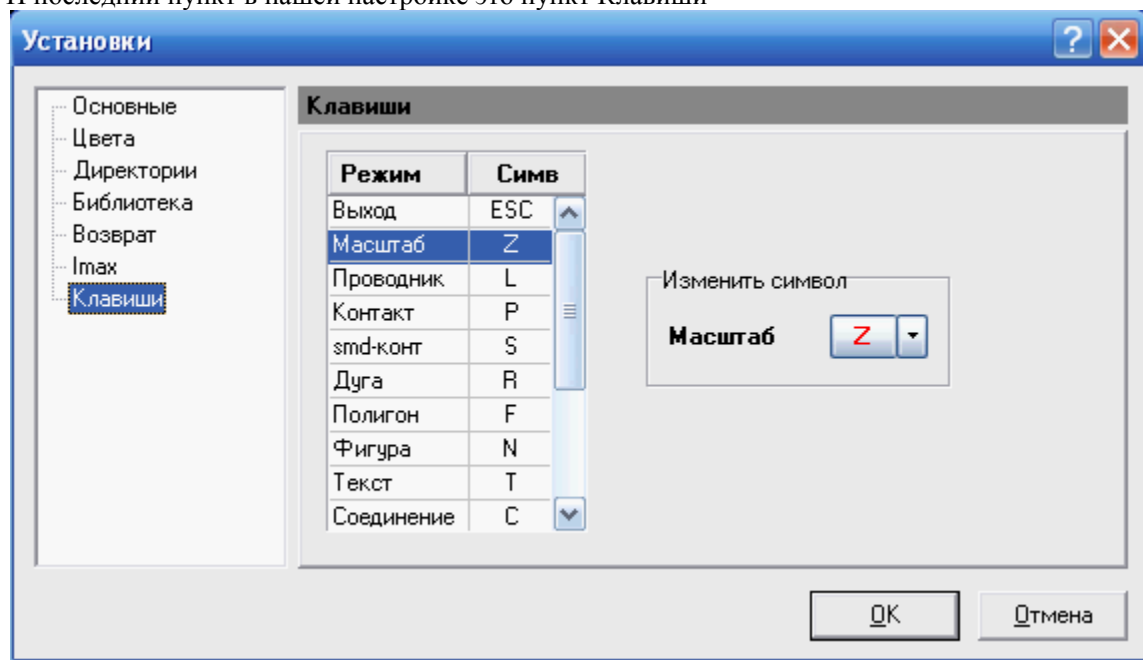 И последний пункт в нашей настройке это пункт Клавиши
Установки
Основные
Цвета
Директории
Библиотека
Возврат
Imax
Клавиши
Клавиши
Режим Симв
Выход ESC
Масштаб Z
Проводник L
Контакт P
smd-конт S
Дуга R
Полигон F
Фигура N
Текст T
Соединение C
Изменить символ
Масштаб Z
OK Отмена